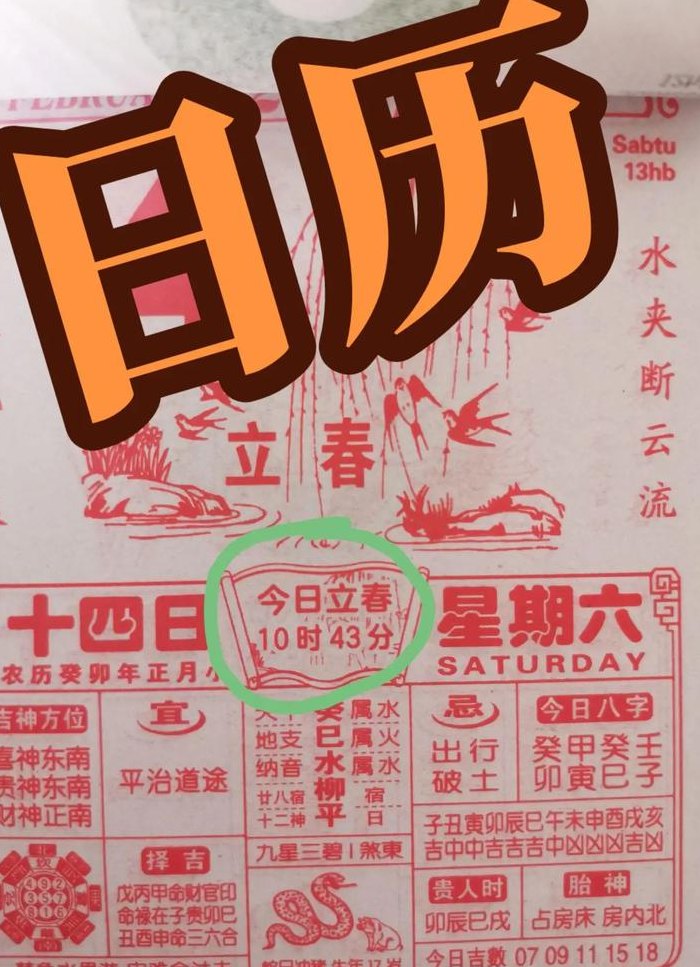 日历
Sabtu
13hb
水夹断云流
立春
今日立春
10时43分
十四日
星期六
SATURDAY
农历癸卯年正月小
吉神方位
喜神东南
贵神东南
财神正南
宜
平治道途
癸 属水
地支 巳 属火
纳音 水 属水
廿八宿 柳 宿
十二神 平 日
忌
出行
破土
今日八字
癸甲癸壬
卯寅巳子
子丑寅卯辰巳午未申酉戌亥
吉中中吉吉吉中凶凶凶吉凶
九星三碧 煞東
择吉
戊丙甲命财官印
命禄在子贵卯巳
丑酉申命三六合
492
357
816
贵人时
卯辰巳戌
胎神
占房床 房内北
今日吉數 07 09 11 15 18